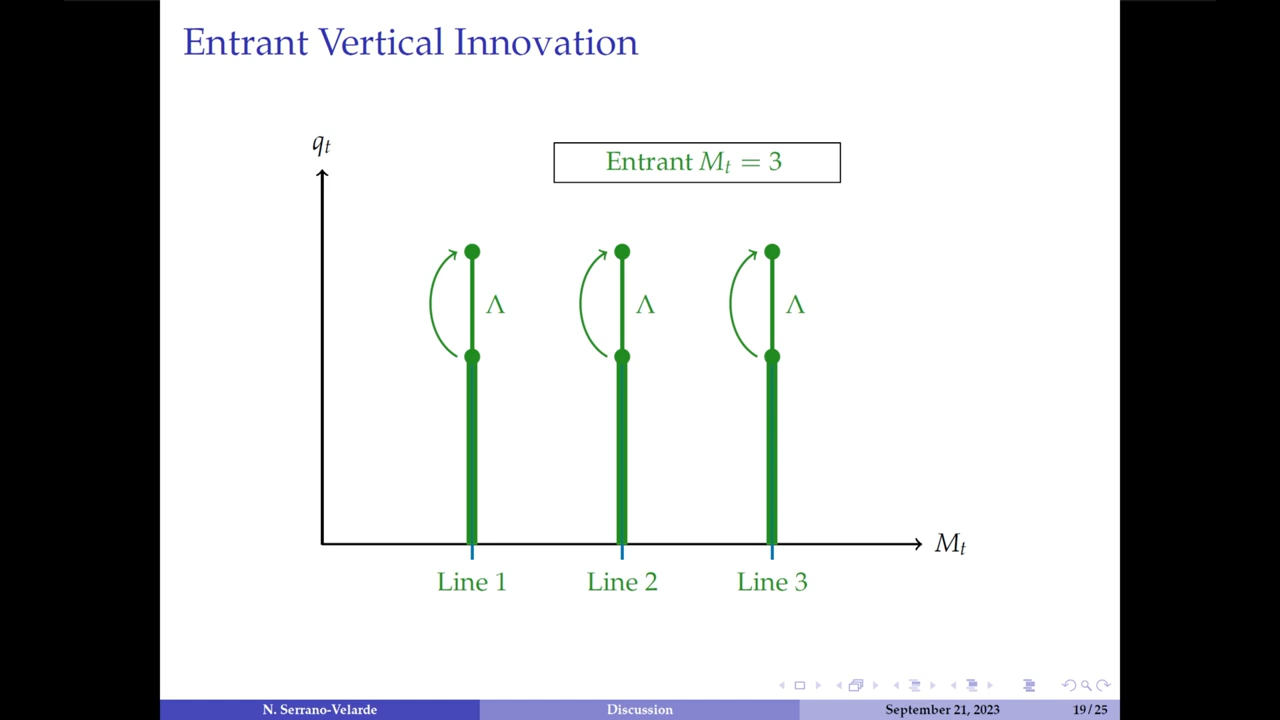 Entrant Vertical Innovation
q_t
Entrant M_t = 3
Λ Λ Λ
M_t
Line 1 Line 2 Line 3
N. Serrano-Velarde Discussion September 21, 2023 19/25